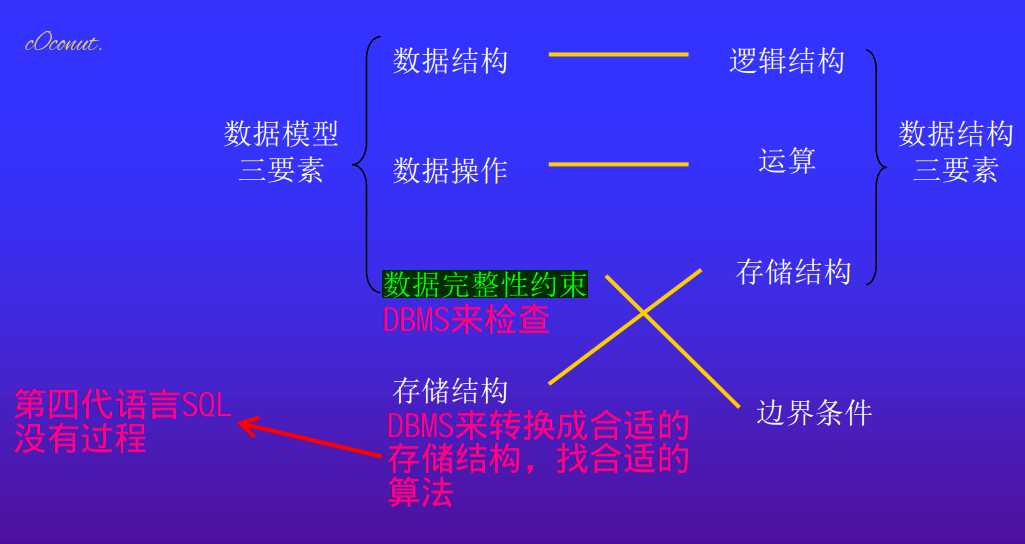 cOconut.
数据结构
逻辑结构
数据模型
三要素
数据结构
三要素
数据操作
运算
数据完整性约束
DBMS来检查
存储结构
存储结构
DBMS来转换成合适的
存储结构，找合适的
算法
边界条件
第四代语言SQL
没有过程